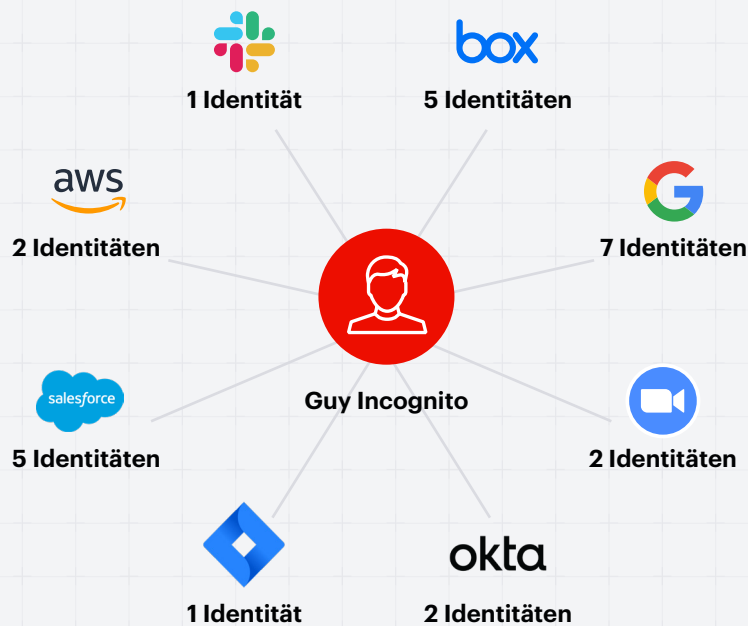 box
1 Identität
5 Identitäten
aws
2 Identitäten
7 Identitäten
salesforce
Guy Incognito
5 Identitäten
2 Identitäten
okta
1 Identität
2 Identitäten